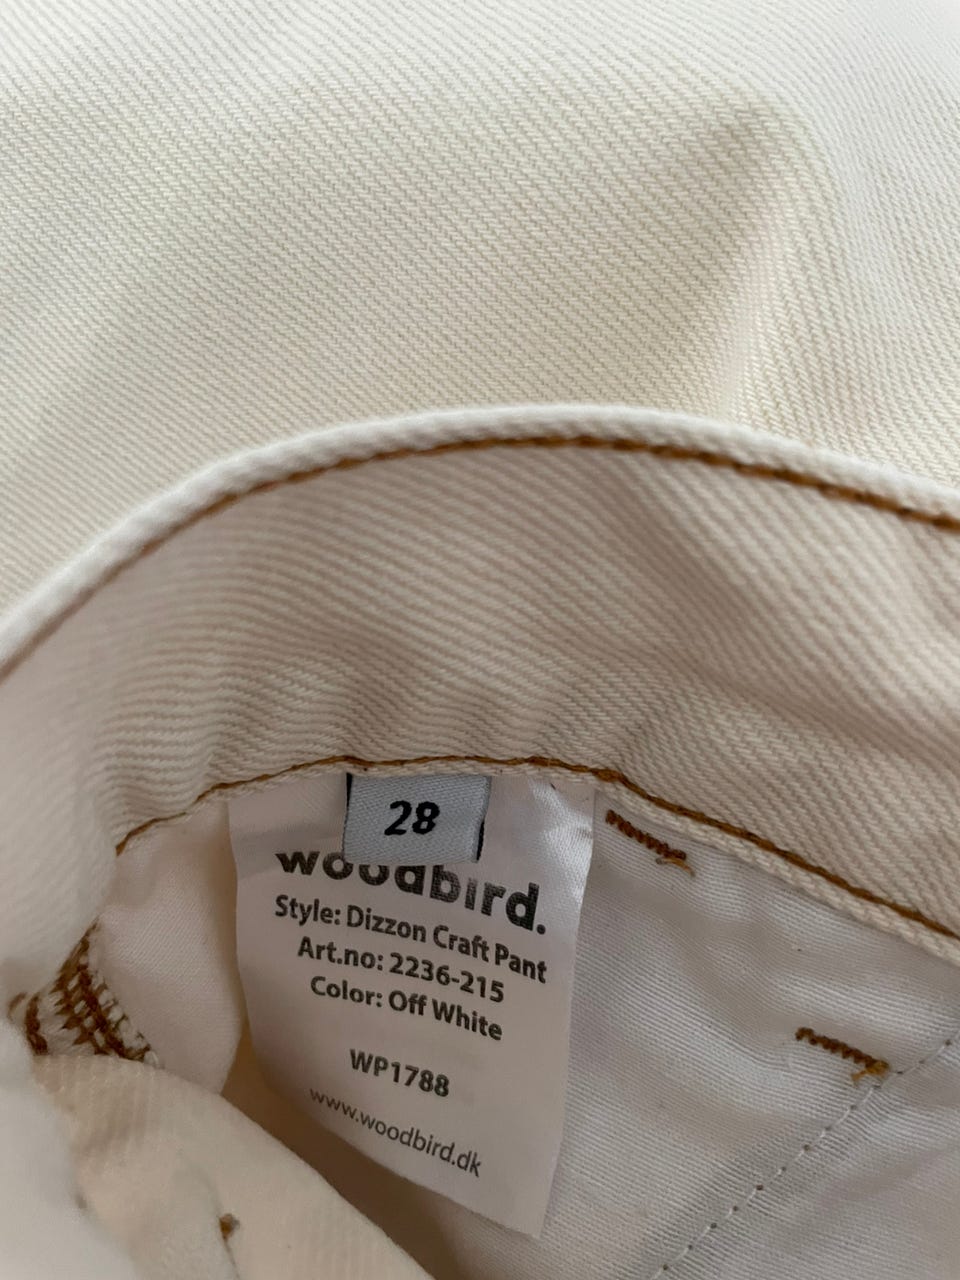 28
woodbird.
Style: Dizzon Craft Pant
Art.no: 2236-215
Color: Off White
WP1788
www.woodbird.dk